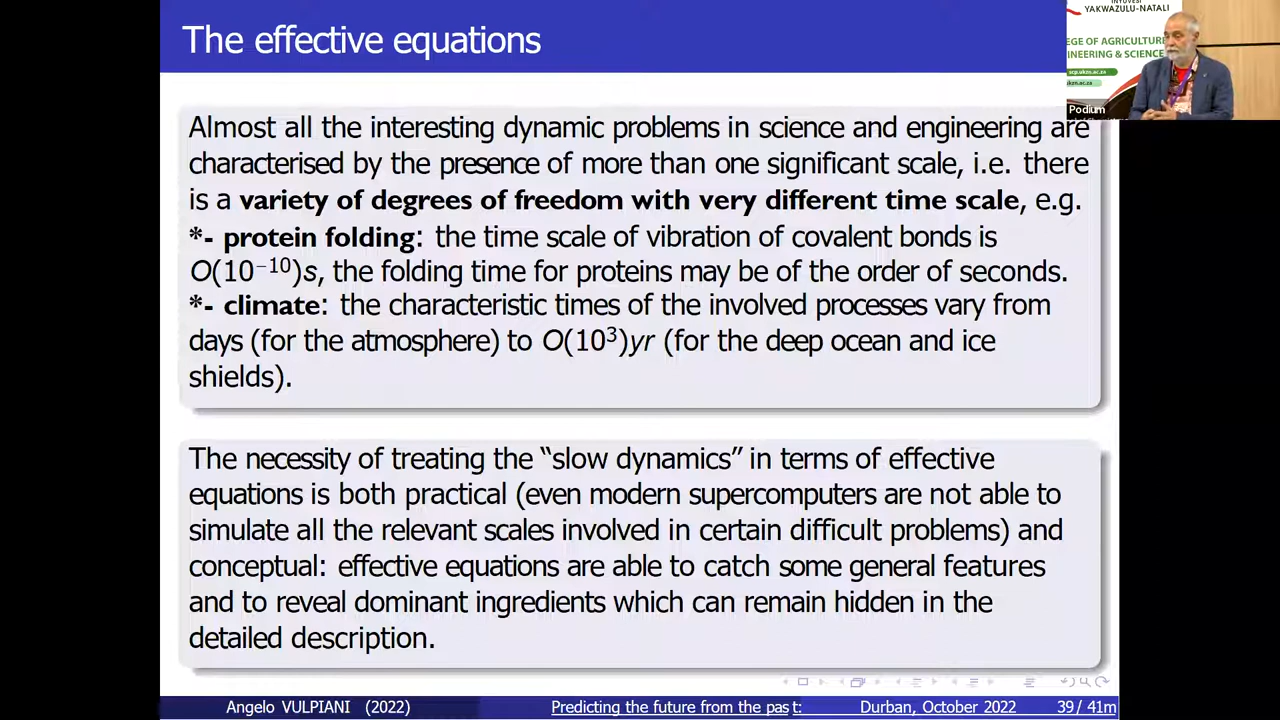 The effective equations
YAKWAZULU-NATALI
EGE OF AGRICULTURE
INEERING & SCIENCE
scp.ukzn.ac.za
Podium
Almost all the interesting dynamic problems in science and engineering are
characterised by the presence of more than one significant scale, i.e. there
is a variety of degrees of freedom with very different time scale, e.g.
*- protein folding: the time scale of vibration of covalent bonds is
O(10⁻¹⁰)s, the folding time for proteins may be of the order of seconds.
*- climate: the characteristic times of the involved processes vary from
days (for the atmosphere) to O(10³)yr (for the deep ocean and ice
shields).
The necessity of treating the “slow dynamics” in terms of effective
equations is both practical (even modern supercomputers are not able to
simulate all the relevant scales involved in certain difficult problems) and
conceptual: effective equations are able to catch some general features
and to reveal dominant ingredients which can remain hidden in the
detailed description.
Angelo VULPIANI (2022) Predicting the future from the past: Durban, October 2022 39 / 41m